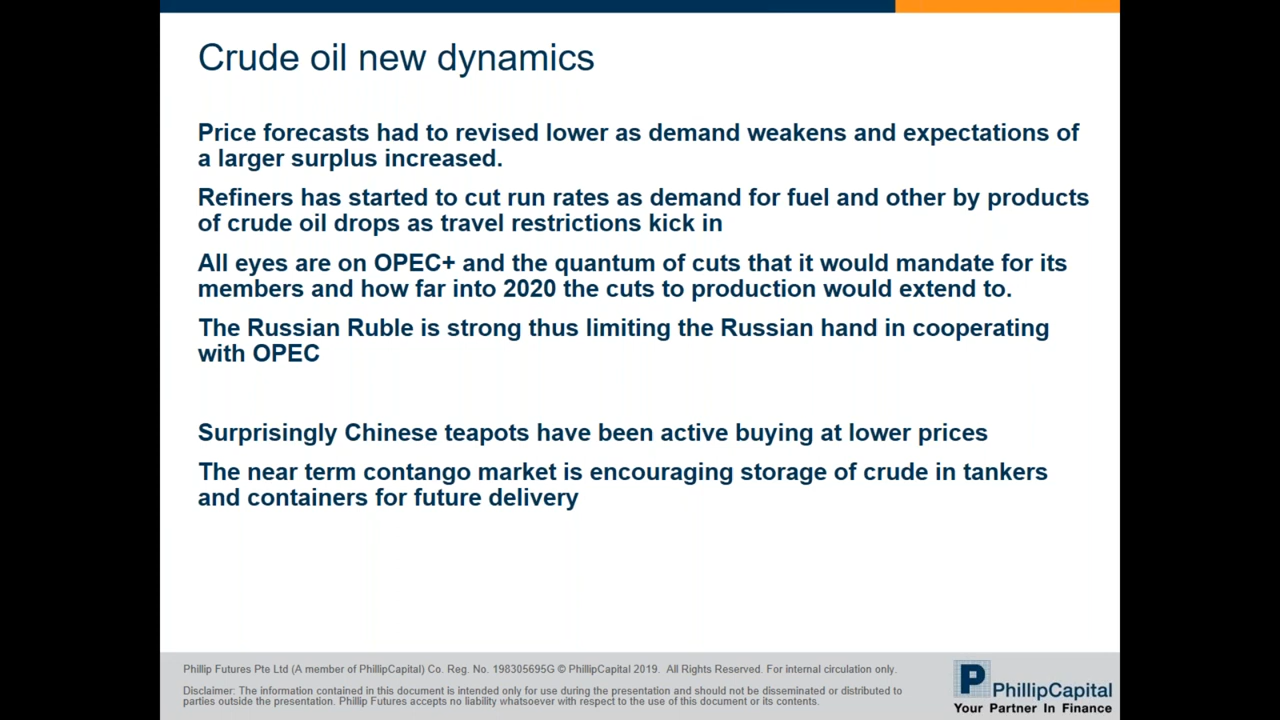 Crude oil new dynamics
Price forecasts had to revised lower as demand weakens and expectations of
a larger surplus increased.
Refiners has started to cut run rates as demand for fuel and other by products
of crude oil drops as travel restrictions kick in
All eyes are on OPEC+ and the quantum of cuts that it would mandate for its
members and how far into 2020 the cuts to production would extend to.
The Russian Ruble is strong thus limiting the Russian hand in cooperating
with OPEC
Surprisingly Chinese teapots have been active buying at lower prices
The near term contango market is encouraging storage of crude in tankers
and containers for future delivery
Phillip Futures Pte Ltd (A member of PhillipCapital) Co. Reg. No. 198305695G © PhillipCapital 2019. All Rights Reserved. For internal circulation only.
Disclaimer: The information contained in this document is intended only for use during the presentation and should not be disseminated or distributed to
parties outside the presentation. Phillip Futures accepts no liability whatsoever with respect to the use of this document or its contents.
P
PhillipCapital
Your Partner In Finance